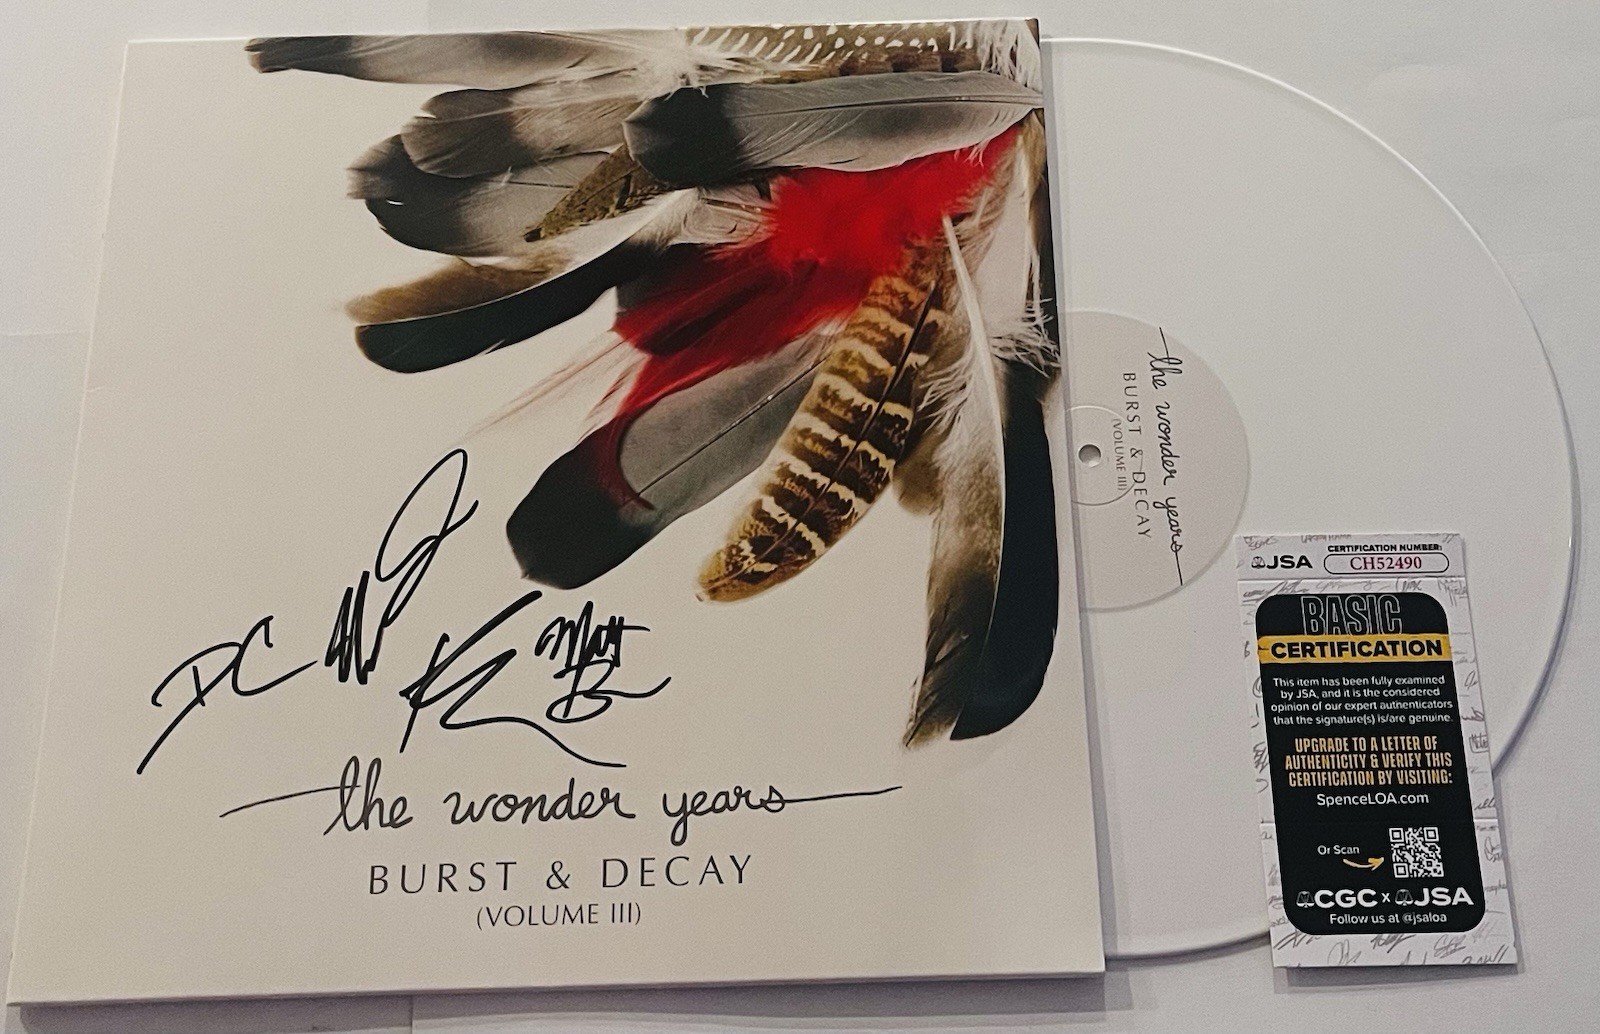 DC
Matt
B
the wonder years
BURST & DECAY
(VOLUME III)
the wonder years
BURST & DECAY
(VOLUME III)
JSA
CERTIFICATION NUMBER:
CH52490
BASIC
CERTIFICATION
This item has been fully examined
by JSA, and it is the considered
opinion of our expert authenticators
that the signature(s) is/are genuine.
UPGRADE TO A LETTER OF
AUTHENTICITY & VERIFY THIS
CERTIFICATION BY VISITING:
SpenceLOA.com
Or Scan
CGC x JSA
Follow us at @jsaloa